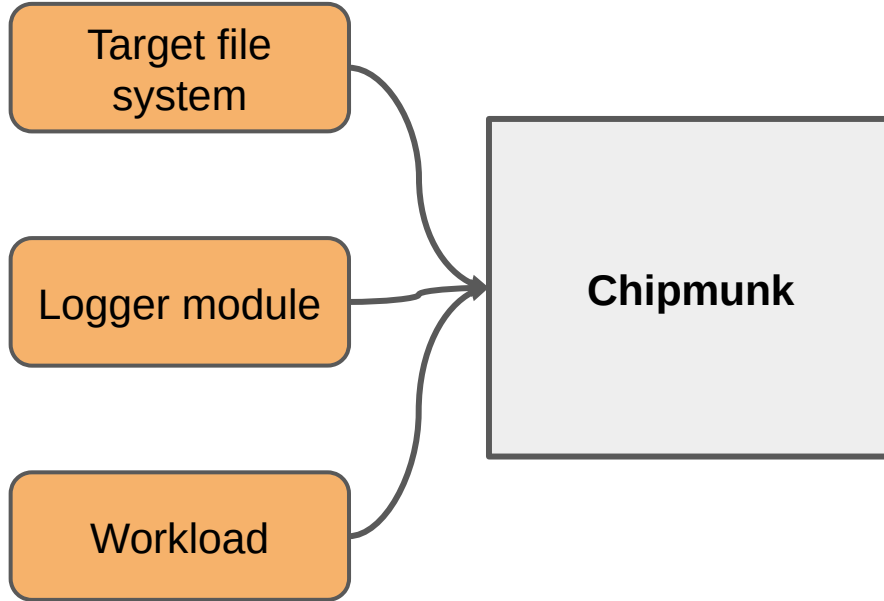 Target file
system
Logger module
Chipmunk
Workload